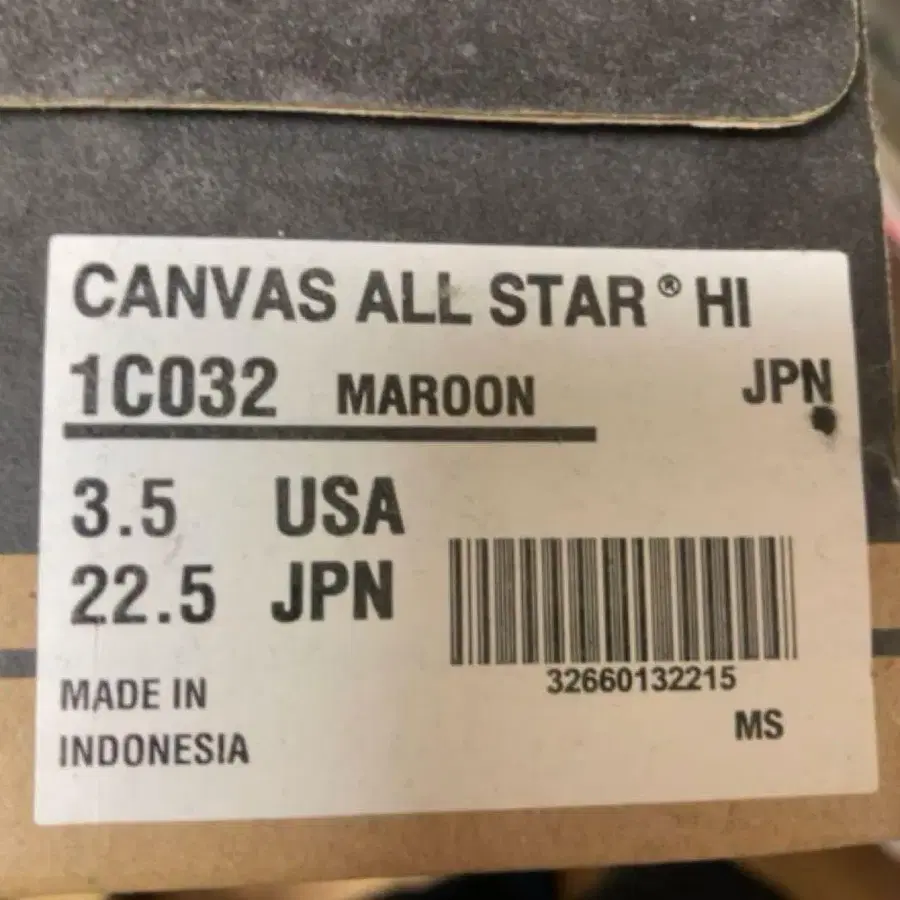 CANVAS ALL STAR® HI
1C032 MAROON JPN
3.5 USA
22.5 JPN
32660132215
MADE IN
MS
INDONESIA